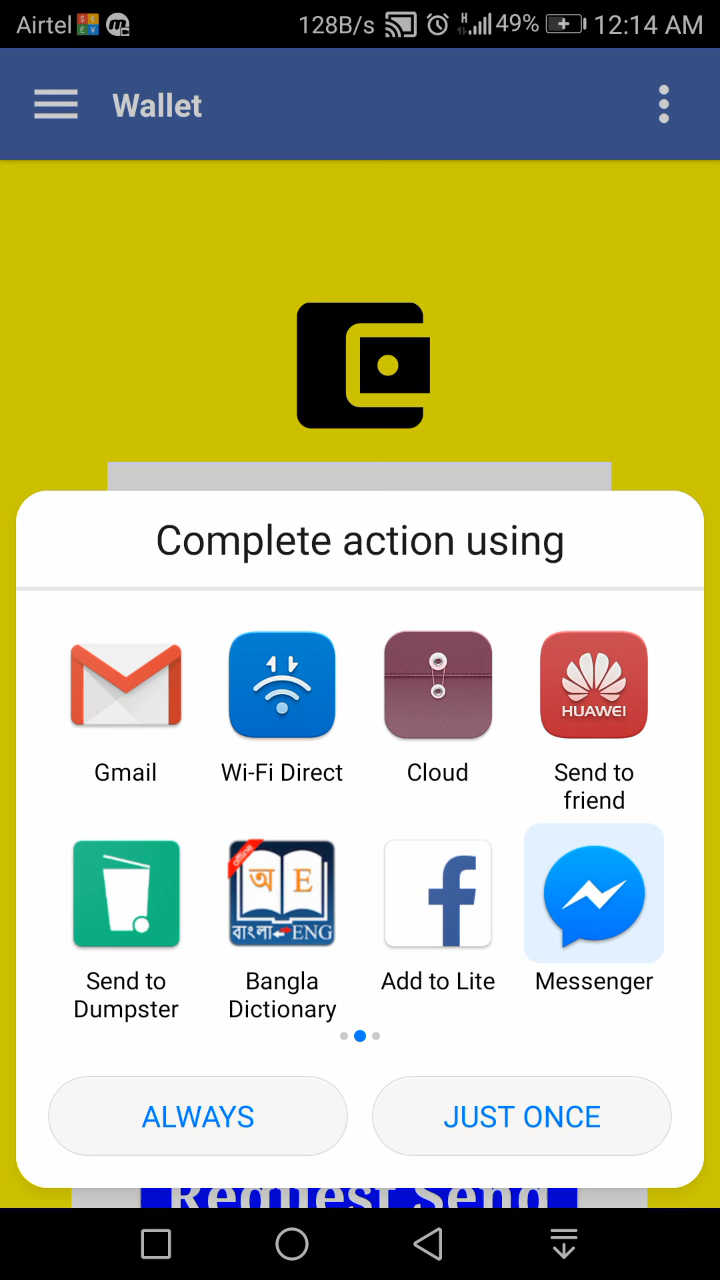 Airtel 128B/s H 49% 12:14 AM
Wallet
Complete action using
HUAWEI
Gmail Wi-Fi Direct Cloud Send to
friend
offline
অ E
বাংলা ENG
Send to Bangla Add to Lite Messenger
Dumpster Dictionary
ALWAYS JUST ONCE
Request Send